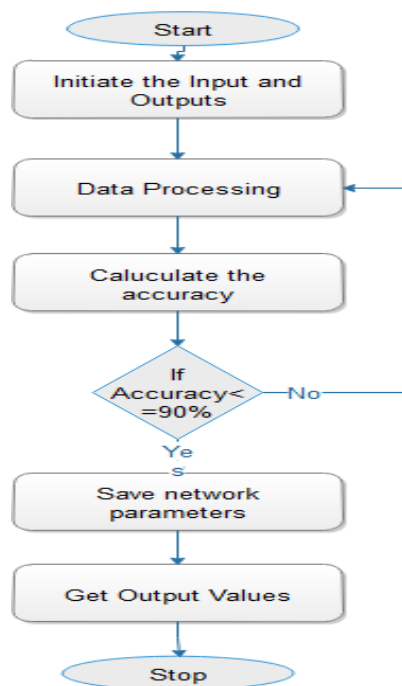 Start
Initiate the Input and
Outputs
Data Processing
Caluculate the
accuracy
If
Accuracy<
=90%
No
Ye
s
Save network
parameters
Get Output Values
Stop